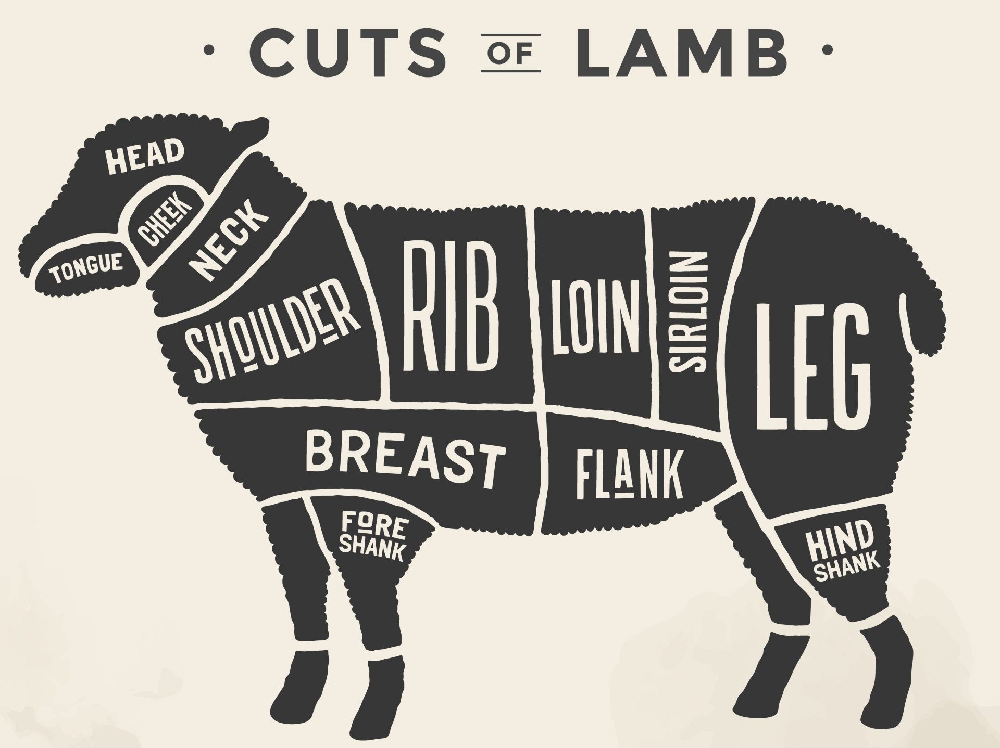 CUTS OF LAMB
HEAD
CHEEK
TONGUE
NECK
SHOULDER
RIB
LOIN
SIRLOIN
LEG
BREAST
FLANK
FORE
SHANK
HIND
SHANK